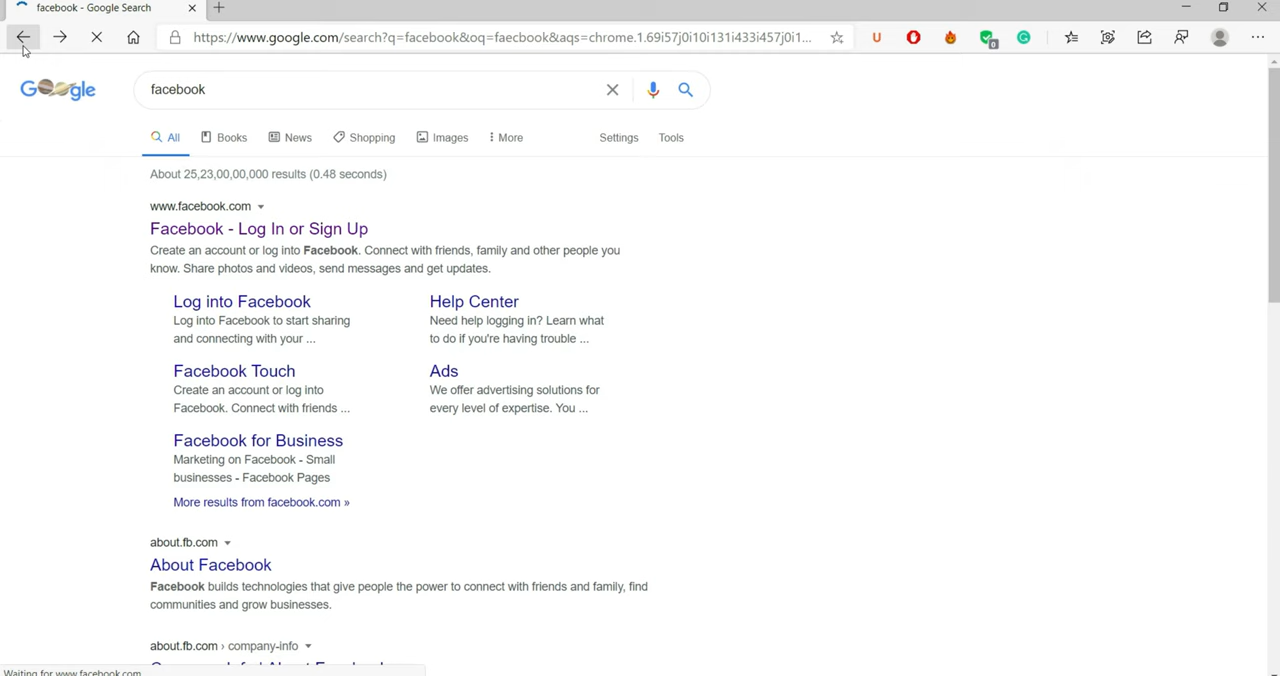 facebook - Google Search
https://www.google.com/search?q=facebook&oq=faecbook&aqs=chrome.1.69i57j0i10i131i433i457j0i1...
0
Google
facebook
All
Books
News
Shopping
Images
More
Settings
Tools
About 25,23,00,00,000 results (0.48 seconds)
www.facebook.com
Facebook - Log In or Sign Up
Create an account or log into Facebook. Connect with friends, family and other people you
know. Share photos and videos, send messages and get updates.
Log into Facebook
Log into Facebook to start sharing
and connecting with your ...
Help Center
Need help logging in? Learn what
to do if you're having trouble ...
Facebook Touch
Create an account or log into
Facebook. Connect with friends ...
Ads
We offer advertising solutions for
every level of expertise. You ...
Facebook for Business
Marketing on Facebook - Small
businesses - Facebook Pages
More results from facebook.com »
about.fb.com
About Facebook
Facebook builds technologies that give people the power to connect with friends and family, find
communities and grow businesses.
about.fb.com › company-info
Waiting for www.facebook.com